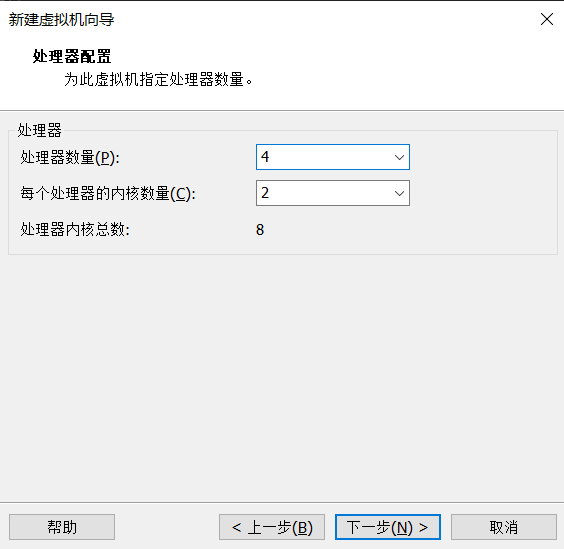 新建虚拟机向导
处理器配置
为此虚拟机指定处理器数量。
处理器
处理器数量(P): 4
每个处理器的内核数量(C): 2
处理器内核总数: 8
帮助 < 上一步(B) 下一步(N) > 取消